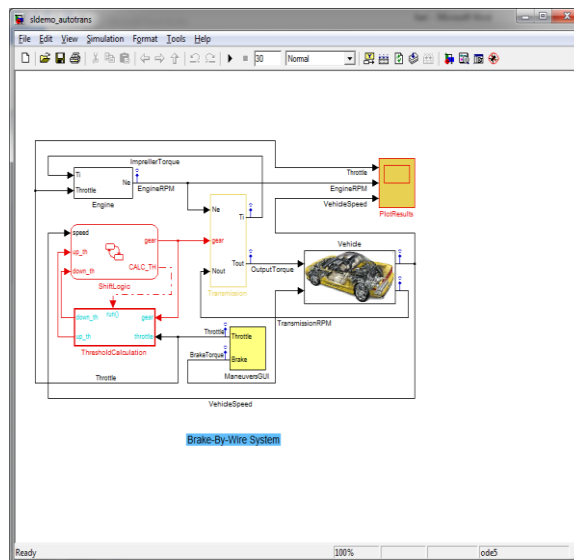 sldemo_autotrans
File Edit View Simulation Format Tools Help
30 Normal
ImprellerTorque
Ti
Throttle
Ne
EngineRPM
Engine
Throttle
EngineRPM
VehicleSpeed
PlotResults
Ne
Ti
gear
Tout
Nout
Transmission
OutputTorque
Vehicle
TransmissionRPM
speed
up_th
down_th
gear
CALC_TH
ShiftLogic
run()
down_th
gear
up_th
throttle
ThresholdCalculation
Throttle
Throttle
BrakeTorque
Brake
ManeuversGUI
Throttle
VehicleSpeed
Brake-By-Wire System
Ready 100% ode5